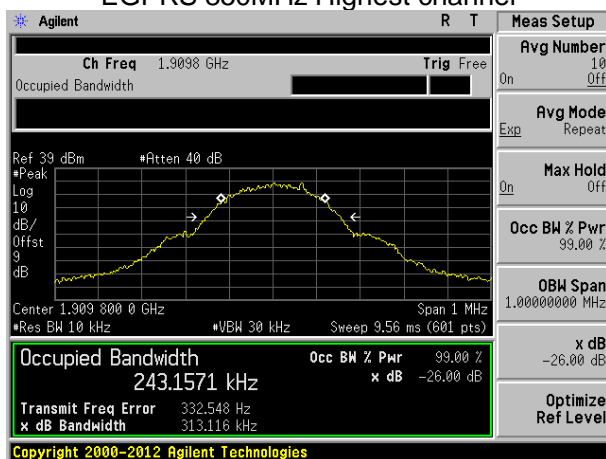 EGPRS 850MHz Highest channel
Agilent R T Meas Setup
Ch Freq 1.9098 GHz Trig Free
Occupied Bandwidth
Avg Number
10
On Off
Avg Mode
Exp Repeat
Max Hold
On Off
Occ BW % Pwr
99.00 %
OBW Span
1.00000000 MHz
x dB
-26.00 dB
Optimize
Ref Level
Ref 39 dBm #Atten 40 dB
#Peak
Log
10
dB/
Offst
9
dB
Center 1.909 800 0 GHz Span 1 MHz
#Res BW 10 kHz #VBW 30 kHz Sweep 9.56 ms (601 pts)
Occupied Bandwidth Occ BW % Pwr 99.00 %
243.1571 kHz x dB -26.00 dB
Transmit Freq Error 332.548 Hz
x dB Bandwidth 313.116 kHz
Copyright 2000-2012 Agilent Technologies